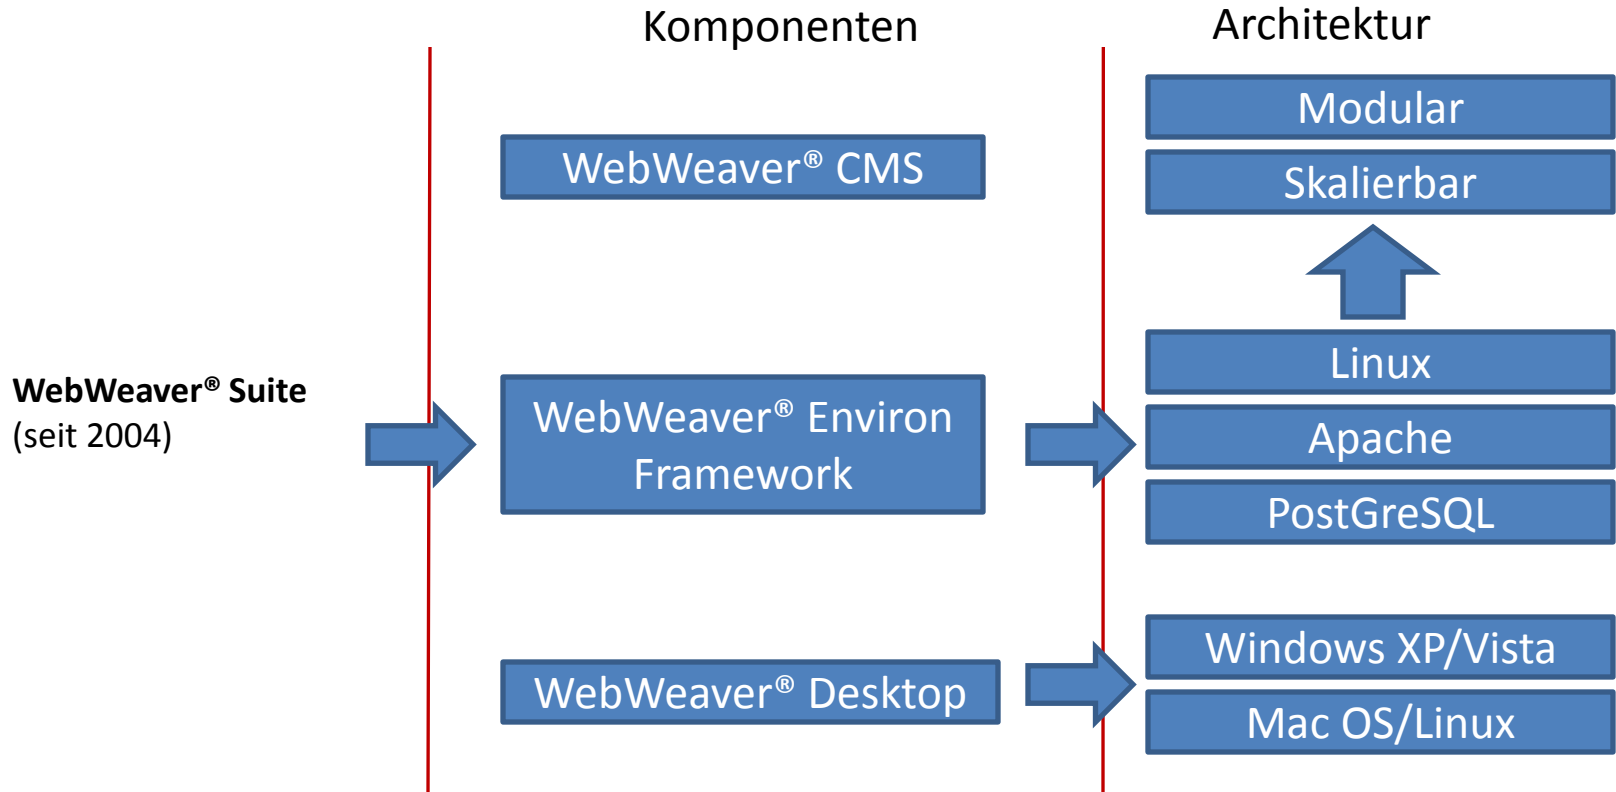 Komponenten
Architektur
WebWeaver® Suite
(seit 2004)
WebWeaver® CMS
WebWeaver® Environ
Framework
WebWeaver® Desktop
Modular
Skalierbar
Linux
Apache
PostGreSQL
Windows XP/Vista
Mac OS/Linux